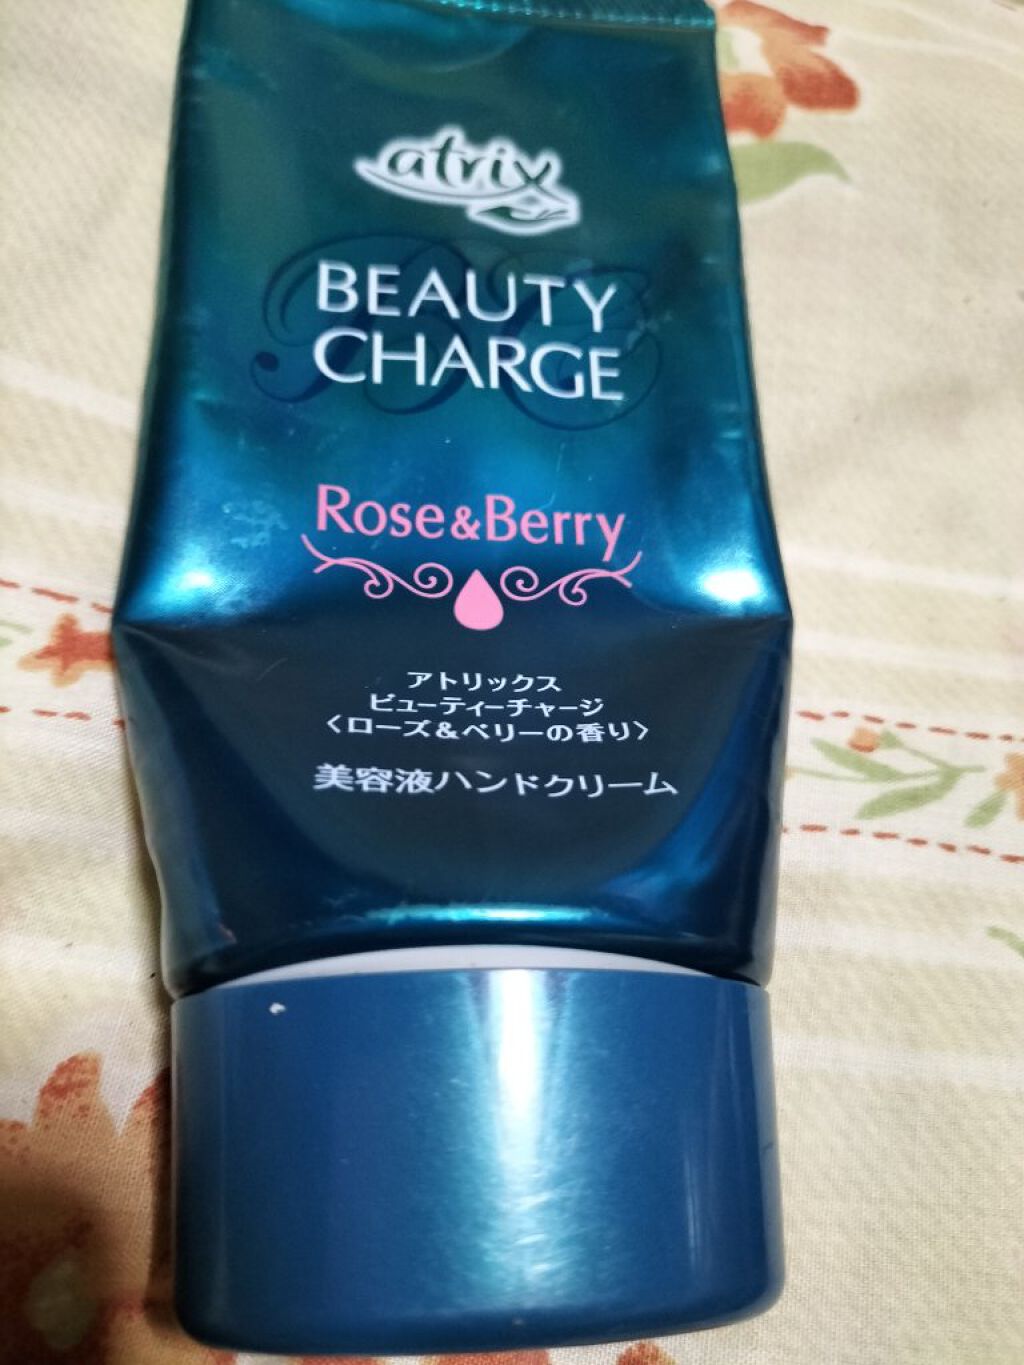 atrix
BEAUTY
CHARGE
Rose&Berry
アトリックス
ビューティーチャージ
〈ローズ&ベリーの香り〉
美容液ハンドクリーム